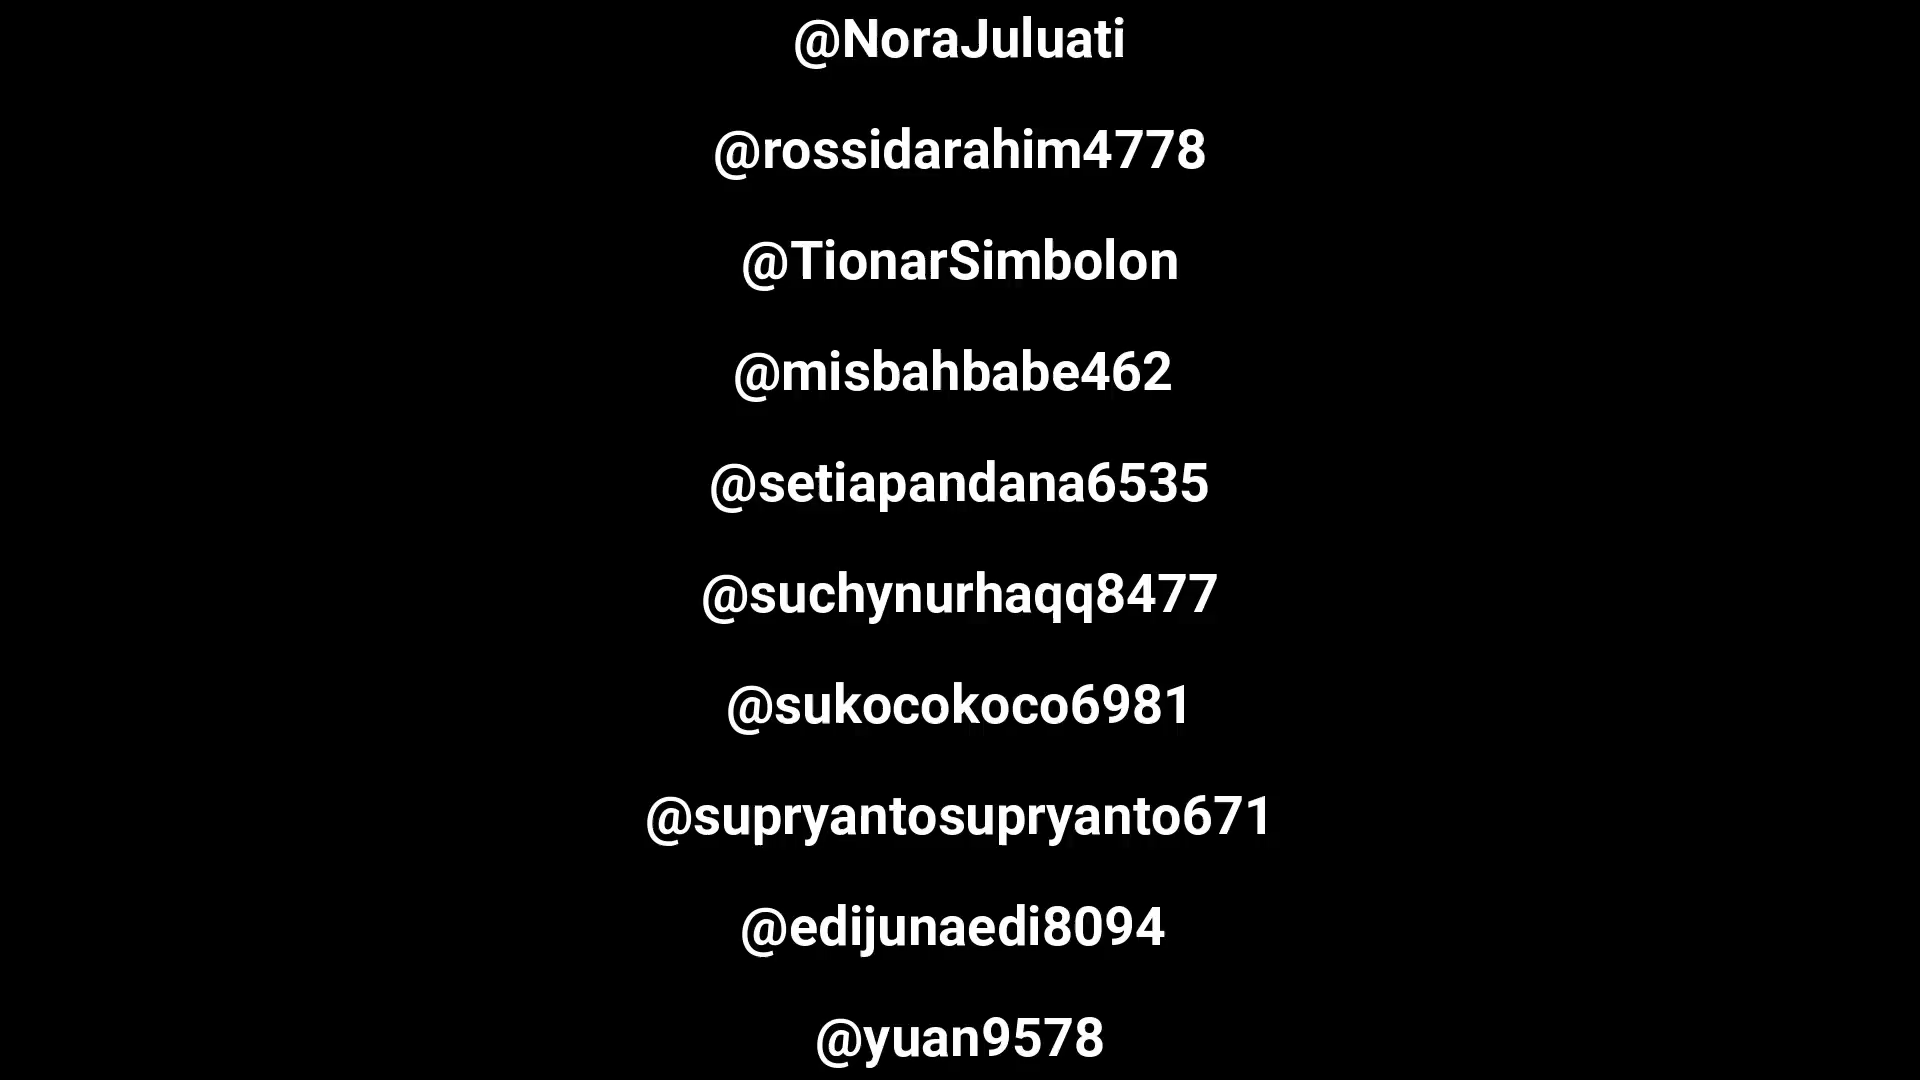 @NoraJuluati
@rossidarahim4778
@TionarSimbolon
@misbahbabe462
@setiapandana6535
@suchynurhaqq8477
@sukocokoco6981
@supryantosupryanto671
@edijunaedi8094
@yuan9578